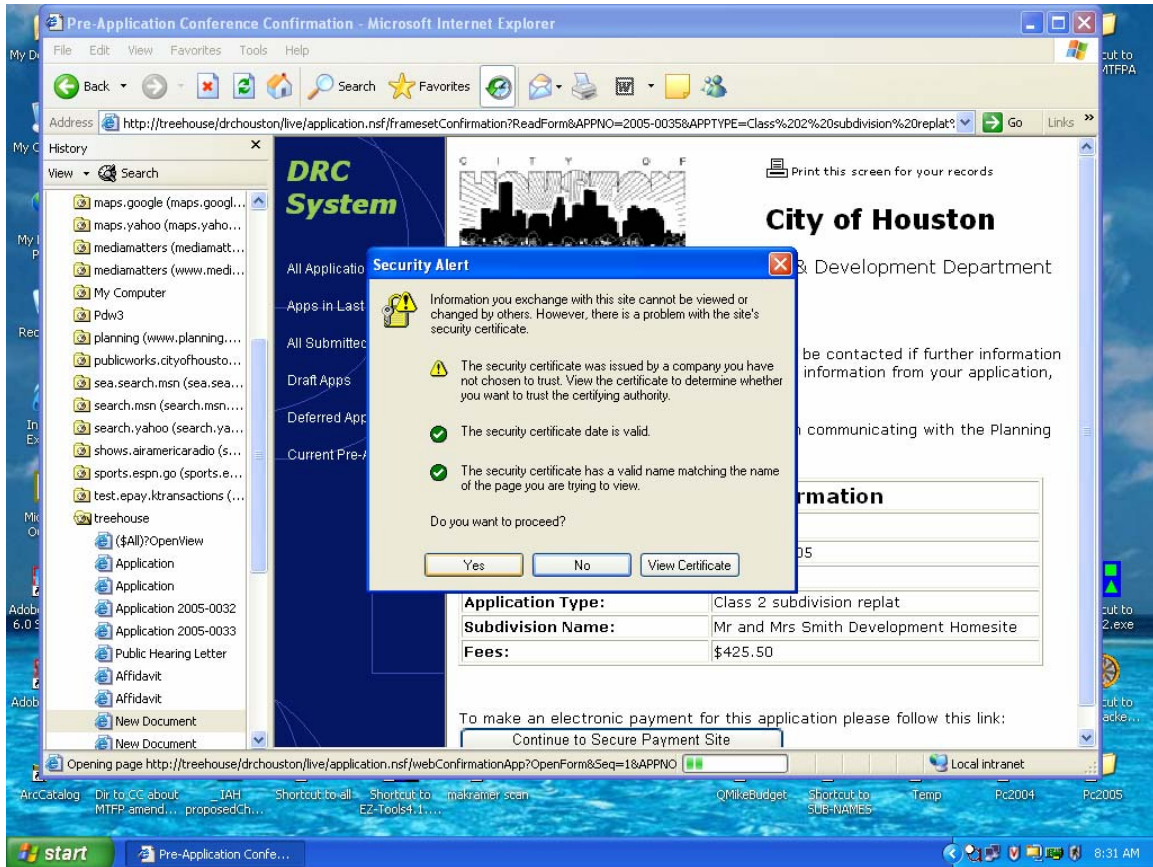 Pre-Application Conference Confirmation - Microsoft Internet Explorer
File Edit View Favorites Tools Help
Back Search Favorites
Address http://treehouse/drchouston/live/application.nsf/framesetConfirmation?ReadForm&APPNO=2005-0035&APPTYPE=Class%202%20subdivision%20replat% Go Links »
History
View Search
maps.google (maps.googl...
maps.yahoo (maps.yaho...
mediamatters (mediamatt...
mediamatters (www.medi...
My Computer
Pdw3
planning (www.planning....
publicworks.cityofhousto...
sea.search.msn (sea.sea...
search.msn (search.msn....
search.yahoo (search.ya...
shows.airamericaradio (s...
sports.espn.go (sports.e...
test.epay.ktransactions (...
treehouse
($All)?OpenView
Application
Application
Application 2005-0032
Application 2005-0033
Public Hearing Letter
Affidavit
Affidavit
New Document
New Document
DRC
System
All Applicatio
Apps in Last
All Submitted
Draft Apps
Deferred App
Current Pre-A
CITY OF
HOUSTON
Print this screen for your records
City of Houston
& Development Department
be contacted if further information
information from your application,
communicating with the Planning
rmation
05
Application Type: Class 2 subdivision replat
Subdivision Name: Mr and Mrs Smith Development Homesite
Fees: $425.50
To make an electronic payment for this application please follow this link:
Continue to Secure Payment Site
Security Alert
Information you exchange with this site cannot be viewed or
changed by others. However, there is a problem with the site's
security certificate.
The security certificate was issued by a company you have
not chosen to trust. View the certificate to determine whether
you want to trust the certifying authority.
The security certificate date is valid.
The security certificate has a valid name matching the name
of the page you are trying to view.
Do you want to proceed?
Yes No View Certificate
Opening page http://treehouse/drchouston/live/application.nsf/webConfirmationApp?OpenForm&Seq=1&APPNO Local intranet
ArcCatalog
Dir to CC about
MTFP amend...
_IAH
proposedCh...
Shortcut to all
Shortcut to
EZ-Tools4.1....
makramer scan
QMikeBudget
Shortcut to
SUB-NAMES
Temp
Pc2004
Pc2005
start Pre-Application Confe... 8:31 AM